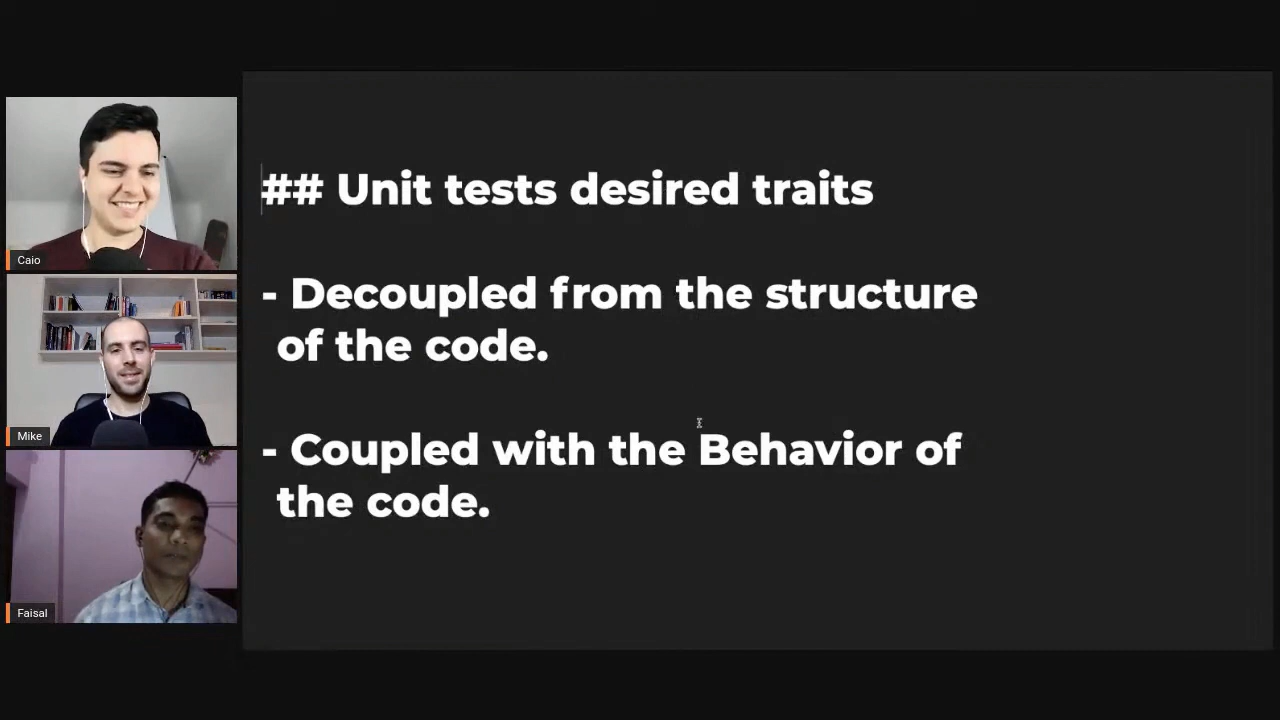 Caio
Mike
Faisal
## Unit tests desired traits
- Decoupled from the structure
of the code.
- Coupled with the Behavior of
the code.